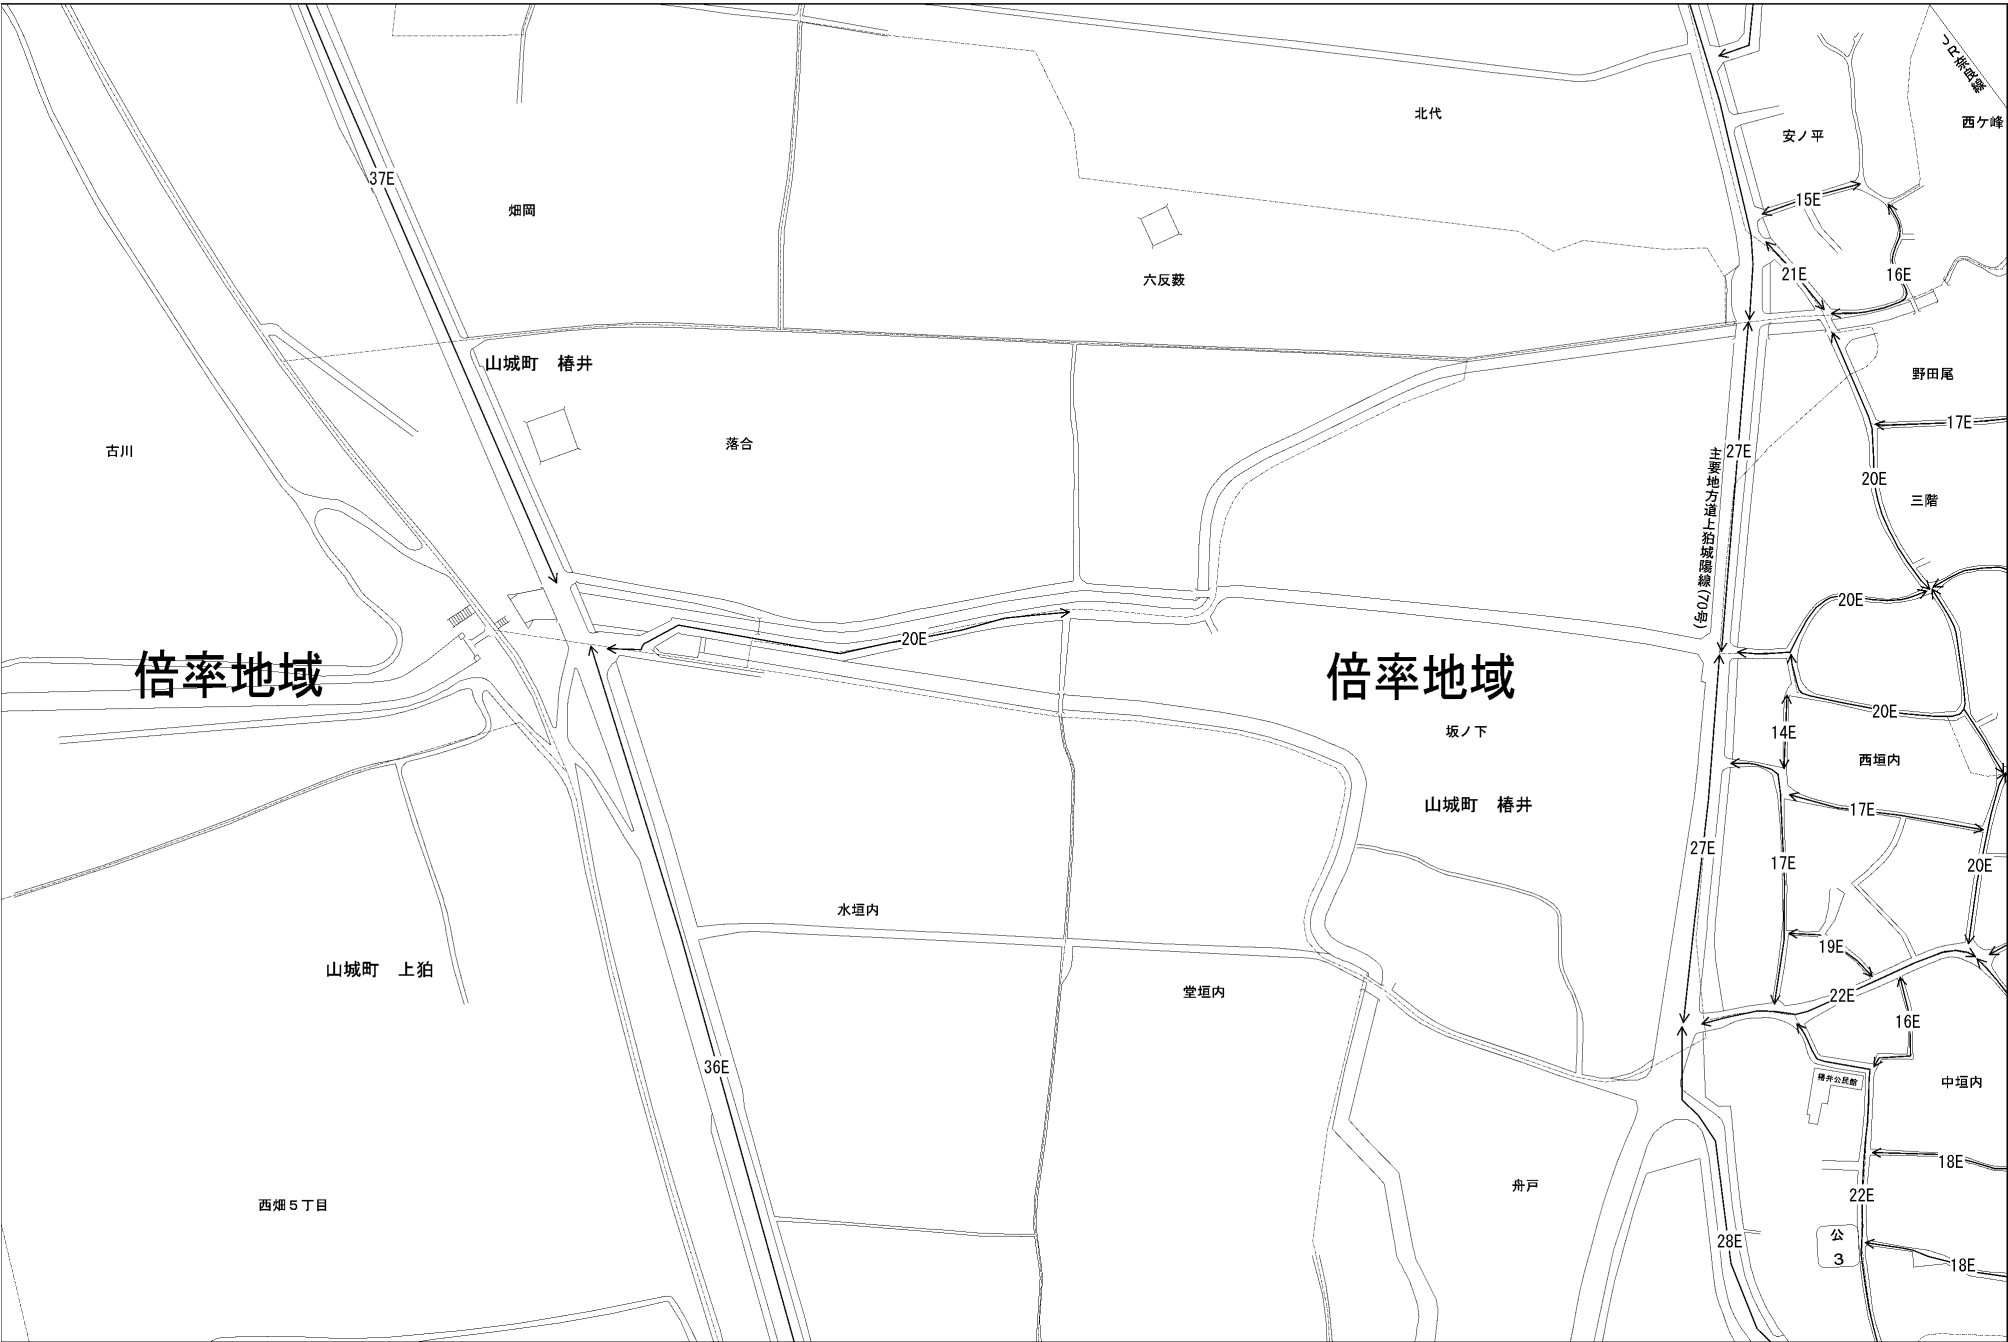 JR奈良線
北代
西ケ峰
安ノ平
37E
15E
畑岡
21E
16E
六反薮
山城町　椿井
野田尾
17E
落合
古川
27E
20E
三階
主要地方道上狛城陽線(70号)
20E
20E
倍率地域
倍率地域
20E
坂ノ下
14E
西垣内
山城町　椿井
17E
27E
17E
20E
水垣内
19E
山城町　上狛
堂垣内
22E
16E
36E
椿井公民館
中垣内
18E
舟戸
22E
西畑５丁目
公
3
28E
18E